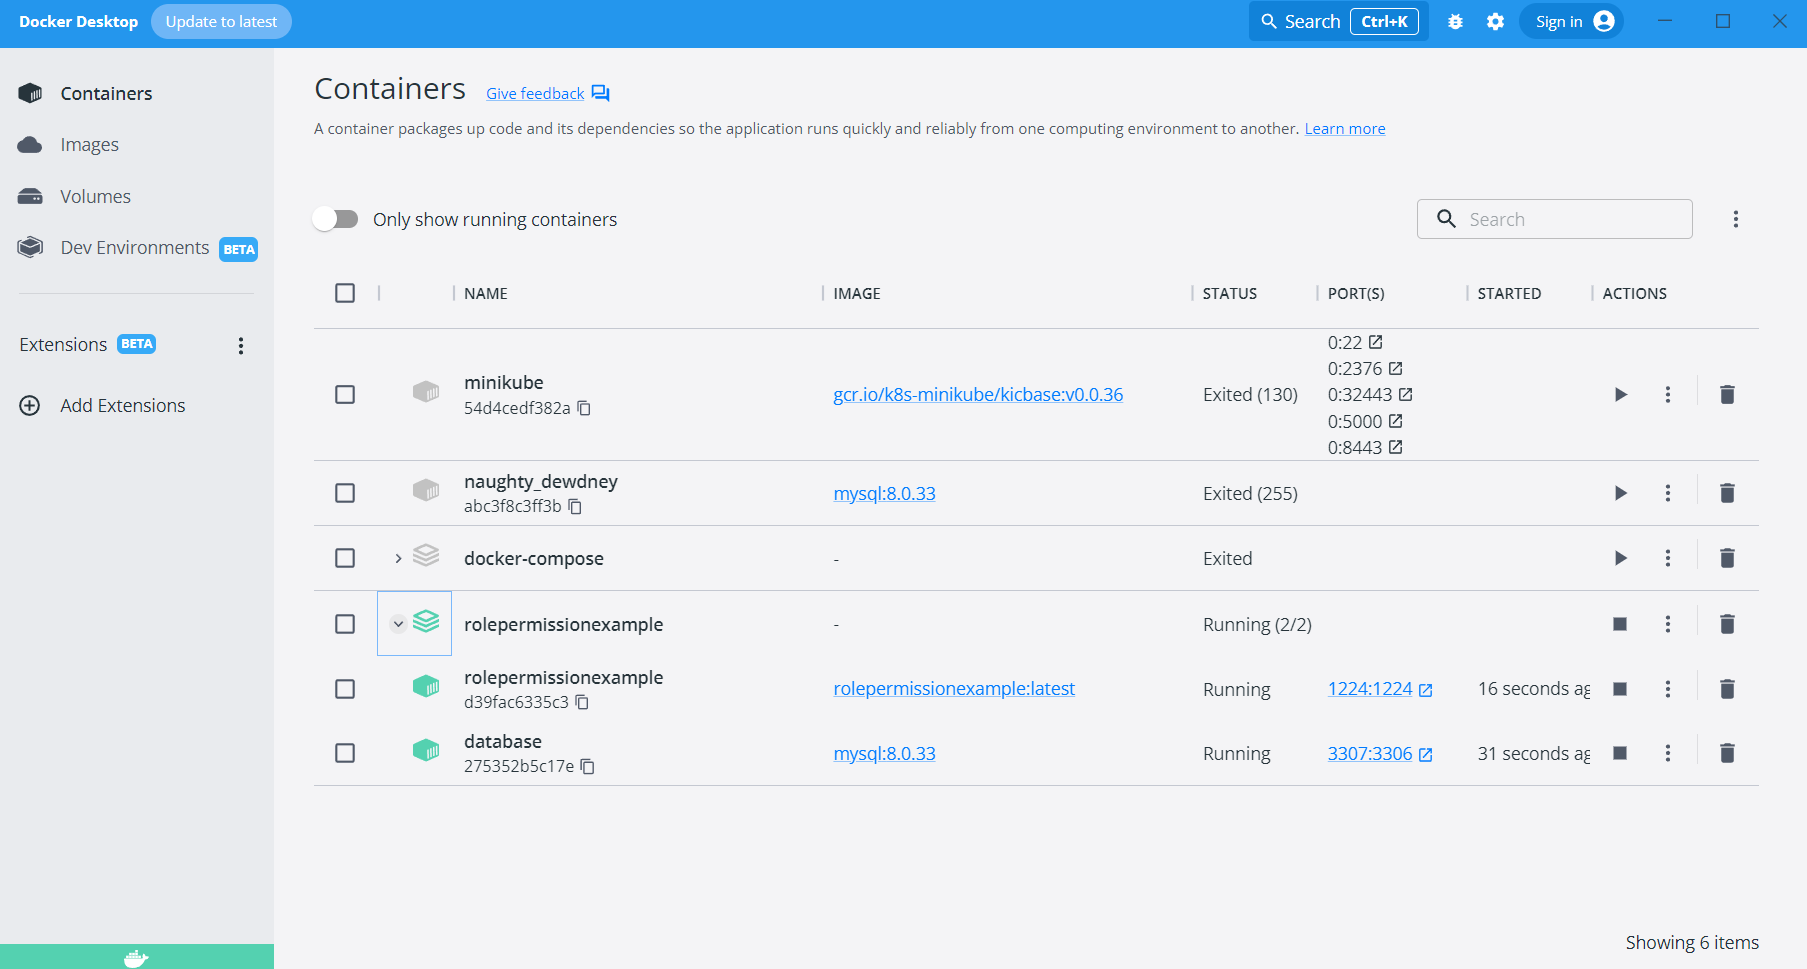 Docker Desktop Update to latest Search Ctrl+K Sign in
Containers
Images
Volumes
Dev Environments BETA
Extensions BETA
Add Extensions
Containers Give feedback
A container packages up code and its dependencies so the application runs quickly and reliably from one computing environment to another. Learn more
Only show running containers Search
NAME IMAGE STATUS PORT(S) STARTED ACTIONS
minikube
54d4cedf382a
gcr.io/k8s-minikube/kicbase:v0.0.36
Exited (130)
0:22
0:2376
0:32443
0:5000
0:8443
naughty_dewdney
abc3f8c3ff3b
mysql:8.0.33
Exited (255)
docker-compose - Exited
rolepermissionexample - Running (2/2)
rolepermissionexample
d39fac6335c3
rolepermissionexample:latest
Running
1224:1224
16 seconds ag
database
275352b5c17e
mysql:8.0.33
Running
3307:3306
31 seconds ag
Showing 6 items